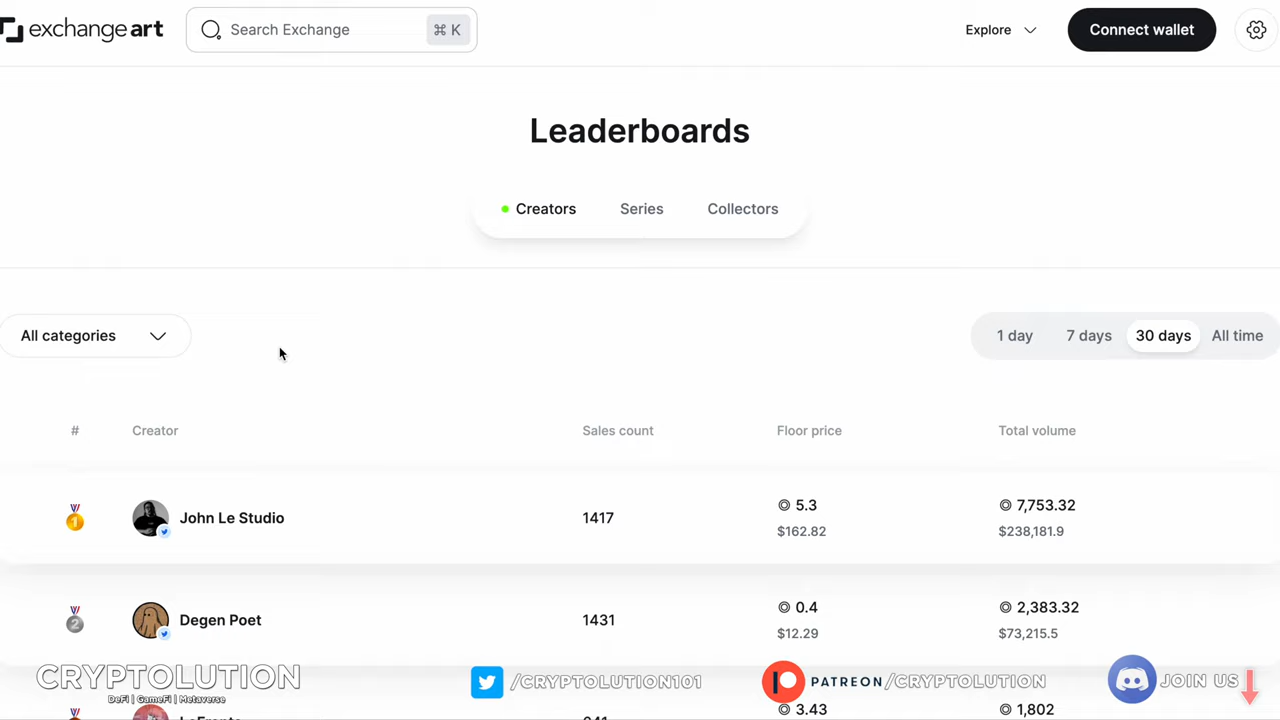 exchange art
Search Exchange
⌘ K
Explore
Connect wallet
Leaderboards
Creators
Series
Collectors
All categories
1 day
7 days
30 days
All time
#
Creator
Sales count
Floor price
Total volume
1
John Le Studio
1417
5.3
$162.82
7,753.32
$238,181.9
2
Degen Poet
1431
0.4
$12.29
2,383.32
$73,215.5
CRYPTOLUTION
DeFi | GameFi | Metaverse
/CRYPTOLUTION101
PATREON/CRYPTOLUTION
JOIN US
3.43
1,802